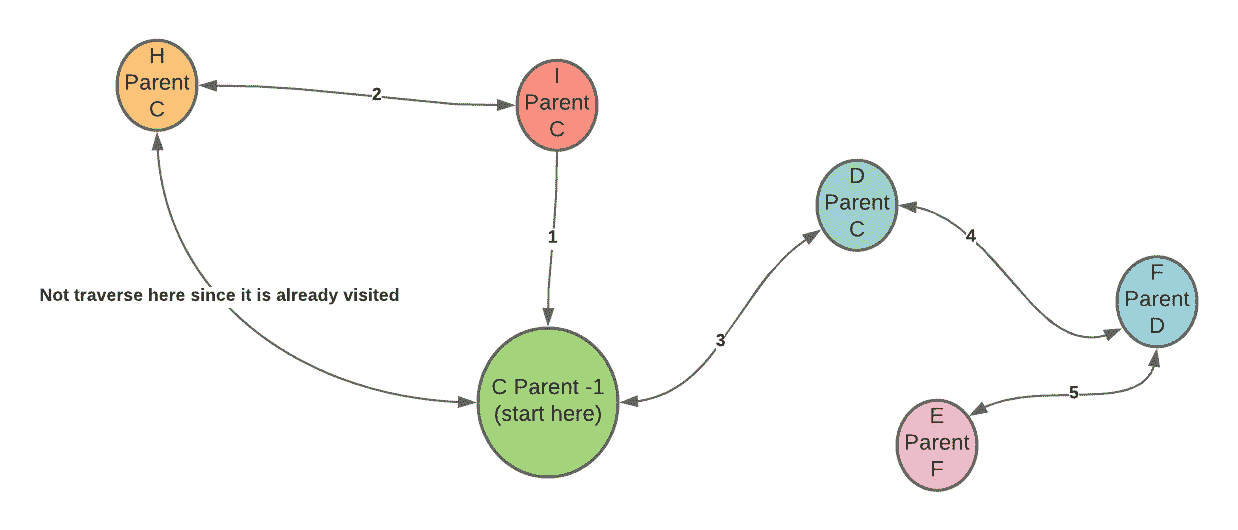 H
Parent
C
2
I
Parent
C
1
Not traverse here since it is already visited
C Parent -1
(start here)
3
D
Parent
C
4
F
Parent
D
5
E
Parent
F